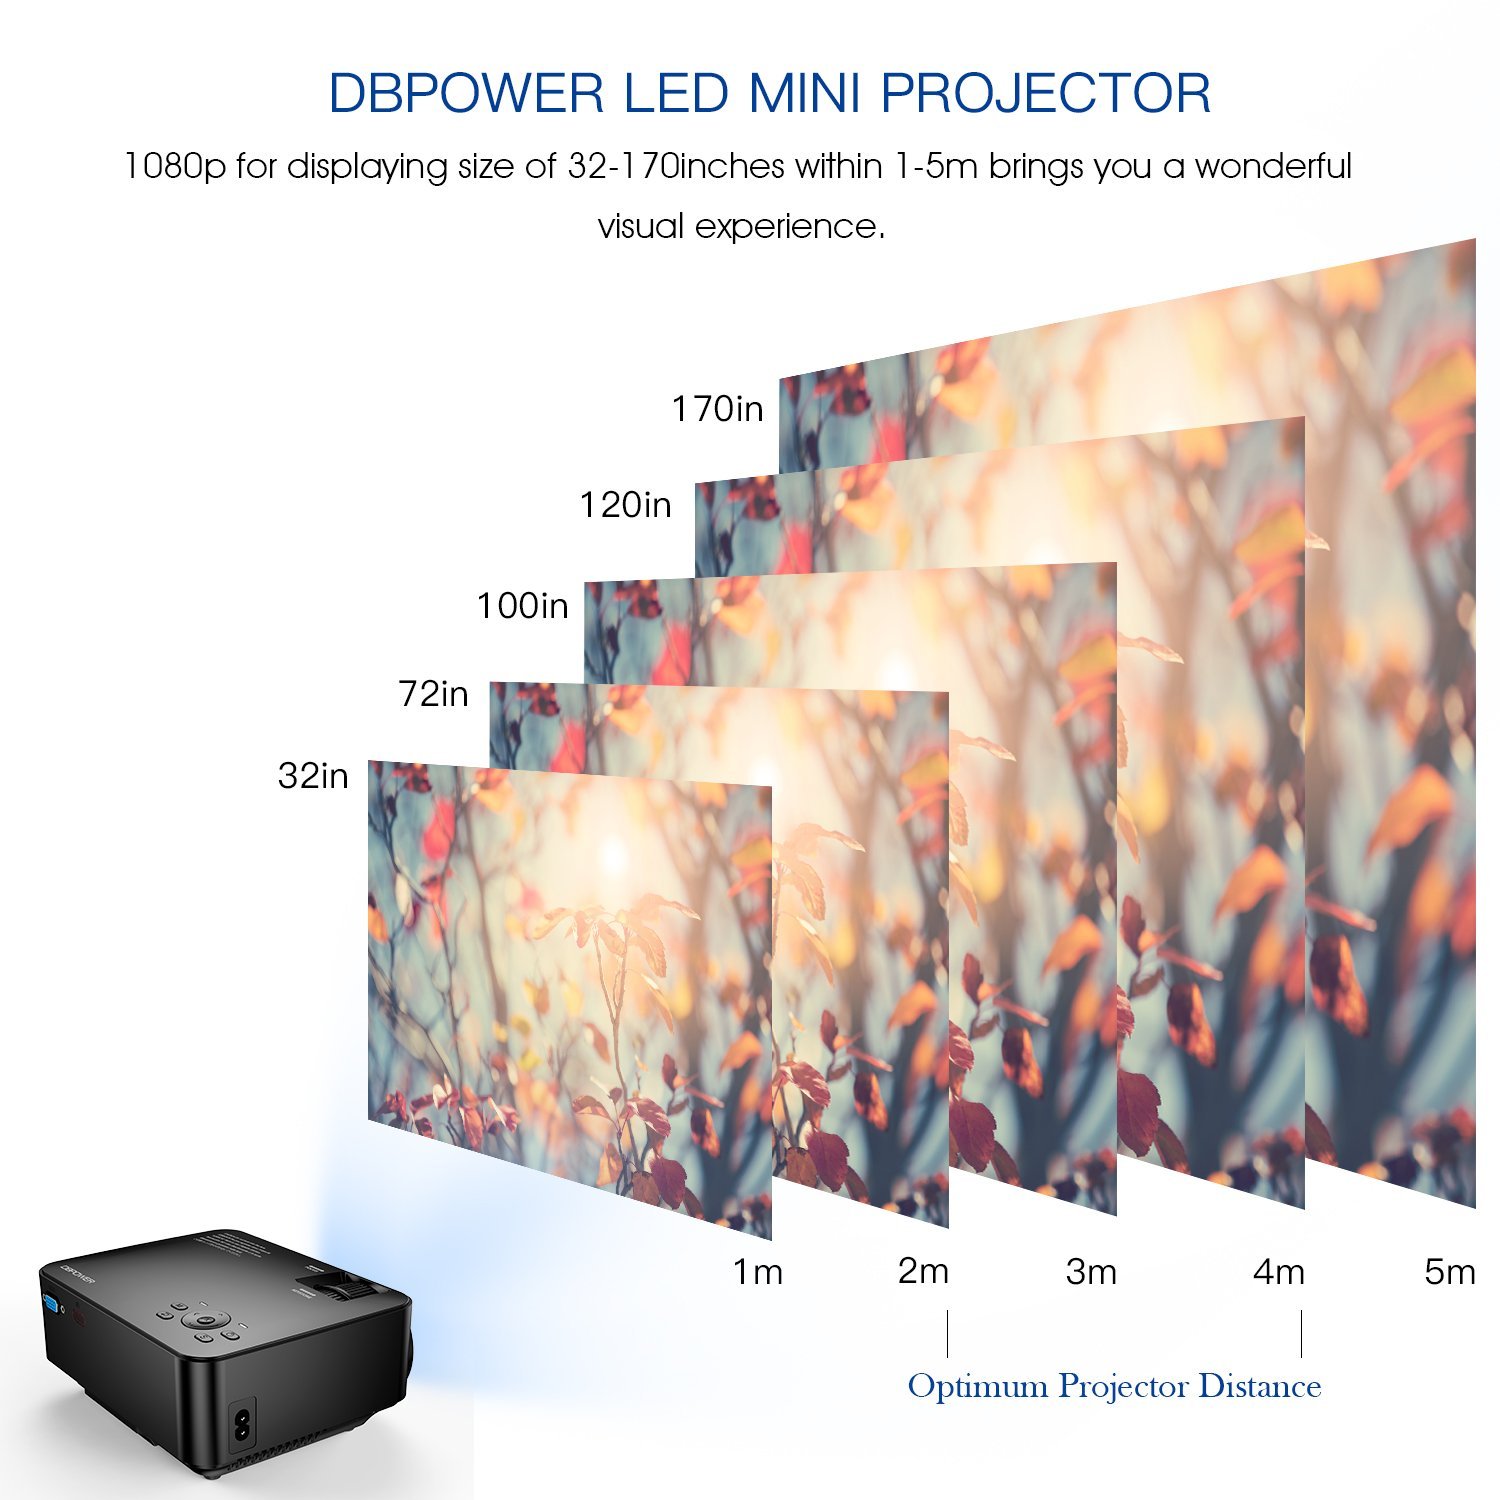 DBPOWER LED MINI PROJECTOR
1080p for displaying size of 32-170inches within 1-5m brings you a wonderful
visual experience.
170in
120in
100in
72in
32in
1m 2m 3m 4m 5m
Optimum Projector Distance
DBPOWER